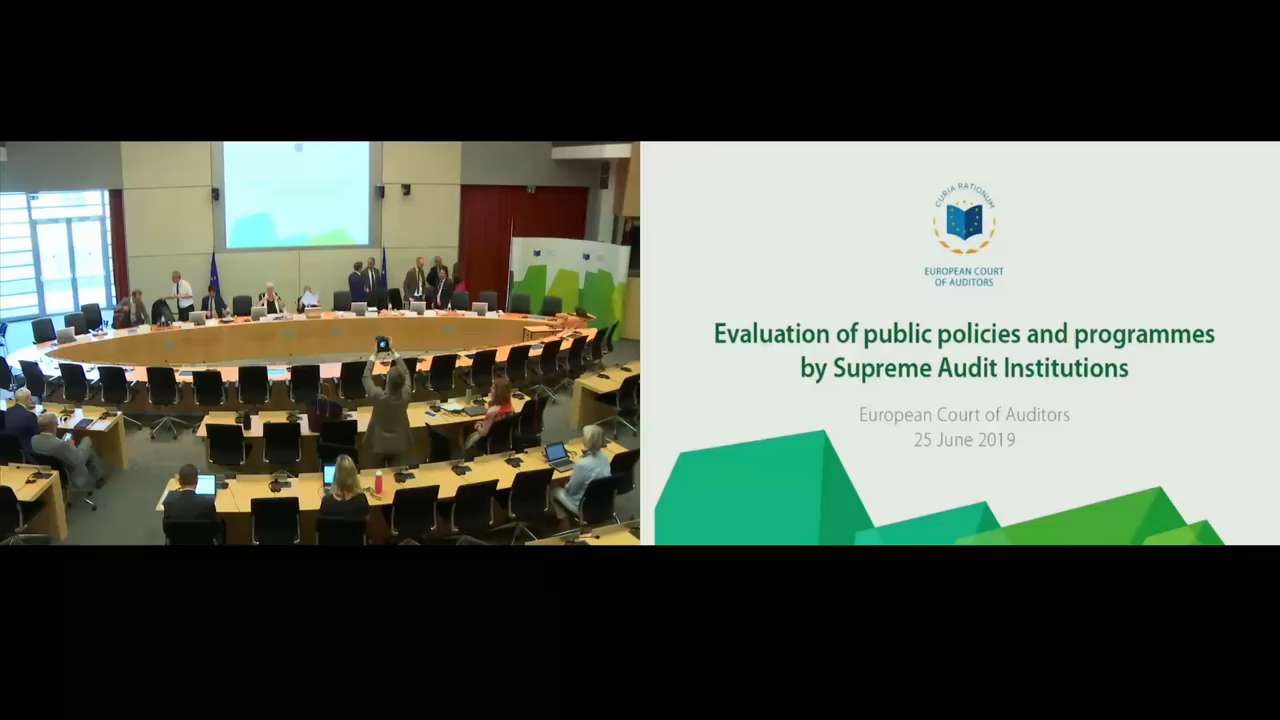 CURIA RATIONUM
EUROPEAN COURT
OF AUDITORS
Evaluation of public policies and programmes
by Supreme Audit Institutions
European Court of Auditors
25 June 2019